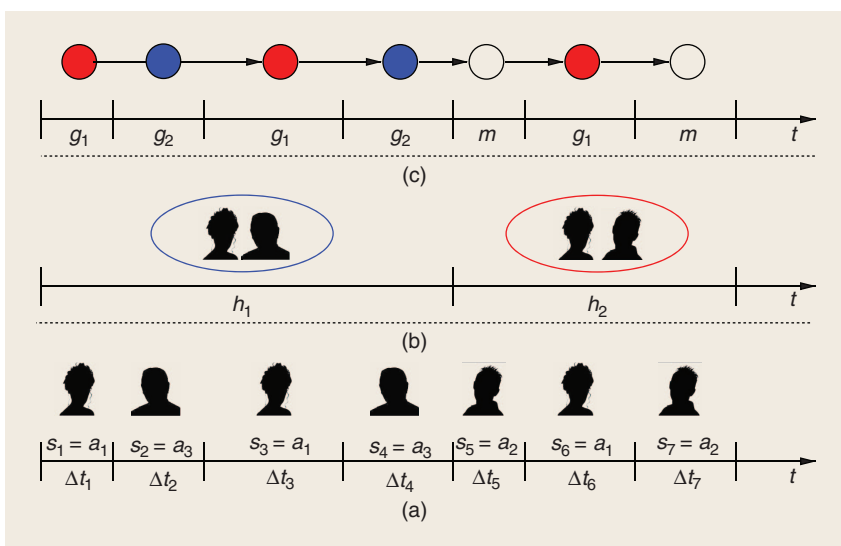 g₁ g₂ g₁ g₂ m g₁ m t
(c)
h₁ h₂ t
(b)
s₁ = a₁ s₂ = a₃ s₃ = a₁ s₄ = a₃ s₅ = a₂ s₆ = a₁ s₇ = a₂
Δt₁ Δt₂ Δt₃ Δt₄ Δt₅ Δt₆ Δt₇ t
(a)